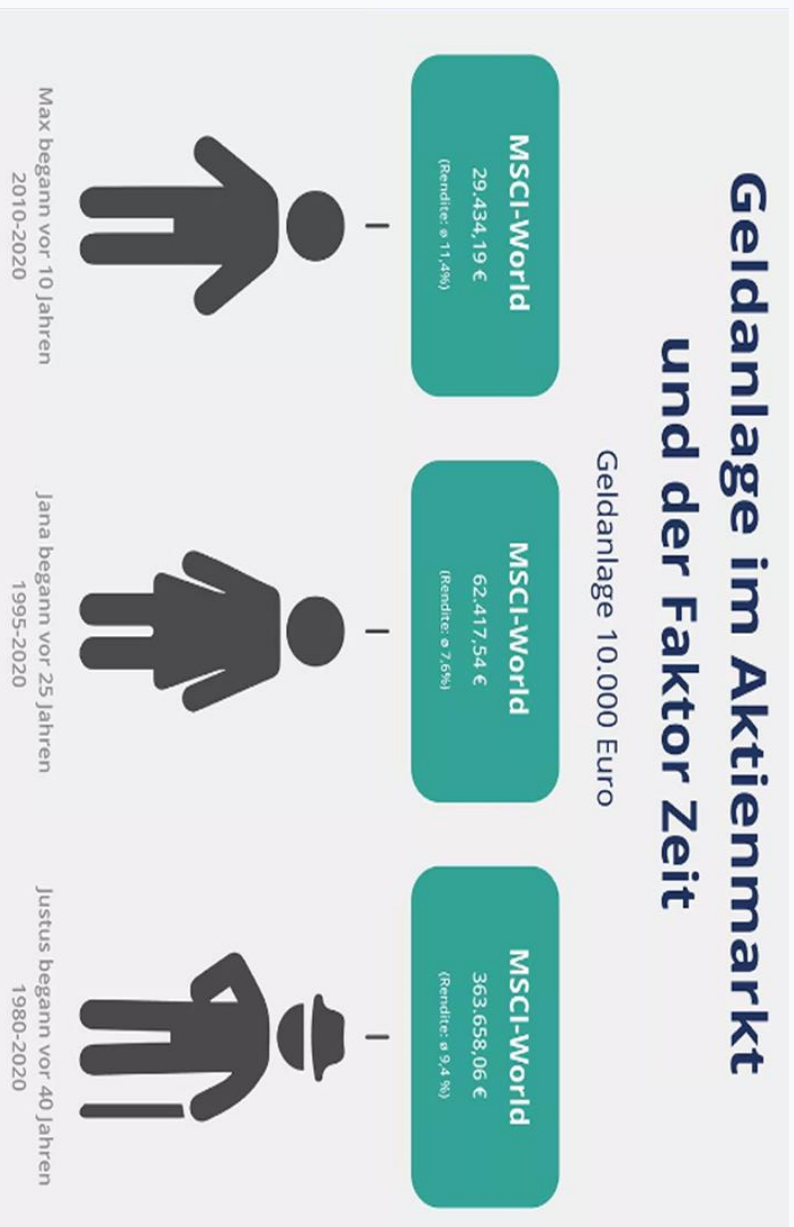 Geldanlage im Aktienmarkt
und der Faktor Zeit
Geldanlage 10.000 Euro
MSCI-World
29.434,19 €
(Rendite: ø 11,4%)
Max begann vor 10 Jahren
2010-2020
MSCI-World
62.417,54 €
(Rendite: ø 7,6%)
Jana begann vor 25 Jahren
1995-2020
MSCI-World
363.658,06 €
(Rendite: ø 9,4 %)
Justus begann vor 40 Jahren
1980-2020